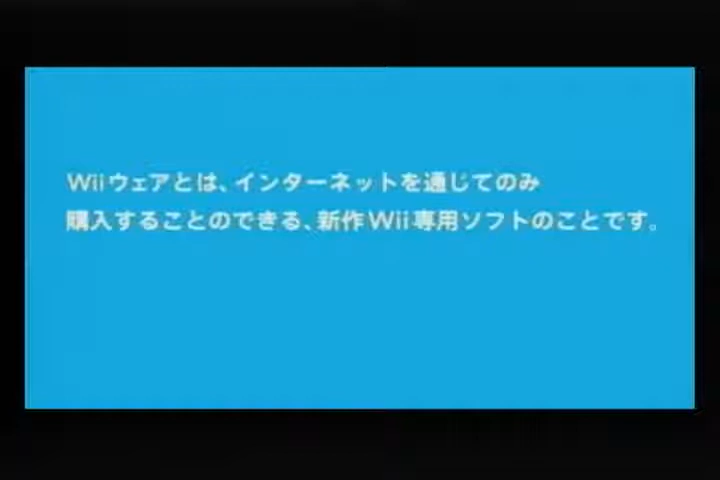 Wiiウェアとは、インターネットを通じてのみ
購入することのできる、新作Wii専用ソフトのことです。